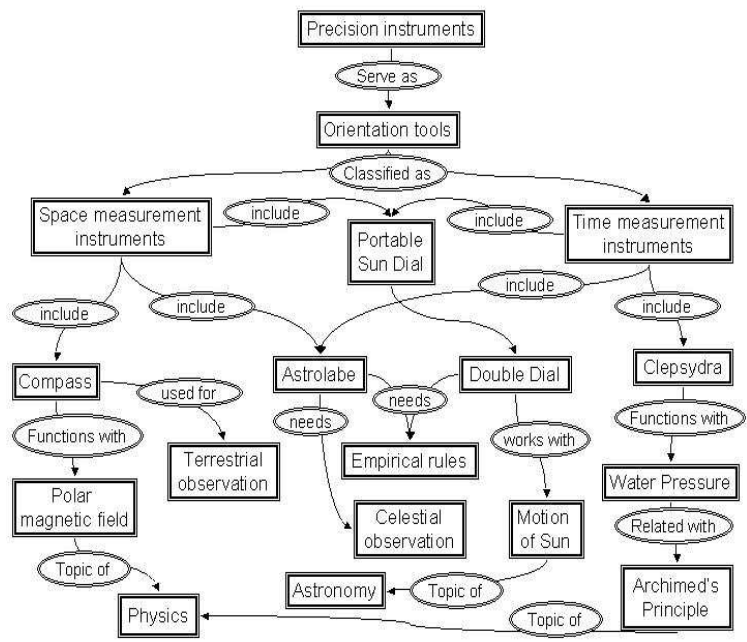 Precision instruments
Serve as
Orientation tools
Classified as
Space measurement
instruments
include
Portable
Sun Dial
include
Time measurement
instruments
include
include
include
include
Compass
used for
Astrolabe
needs
needs
Double Dial
Clepsydra
Functions with
Terrestrial
observation
Empirical rules
works with
Functions with
Polar
magnetic field
Celestial
observation
Motion
of Sun
Water Pressure
Related with
Topic of
Physics
Astronomy
Topic of
Topic of
Archimed's
Principle